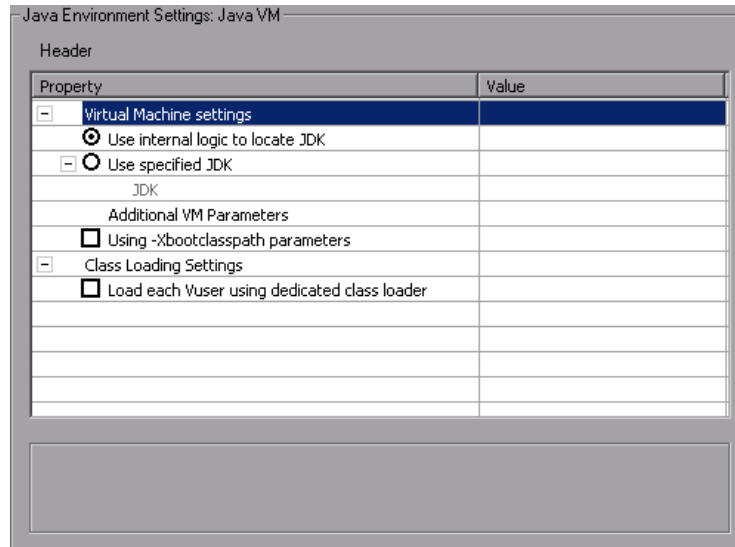 Java Environment Settings: Java VM
Header
Property Value
Virtual Machine settings
Use internal logic to locate JDK
Use specified JDK
JDK
Additional VM Parameters
Using -Xbootclasspath parameters
Class Loading Settings
Load each Vuser using dedicated class loader